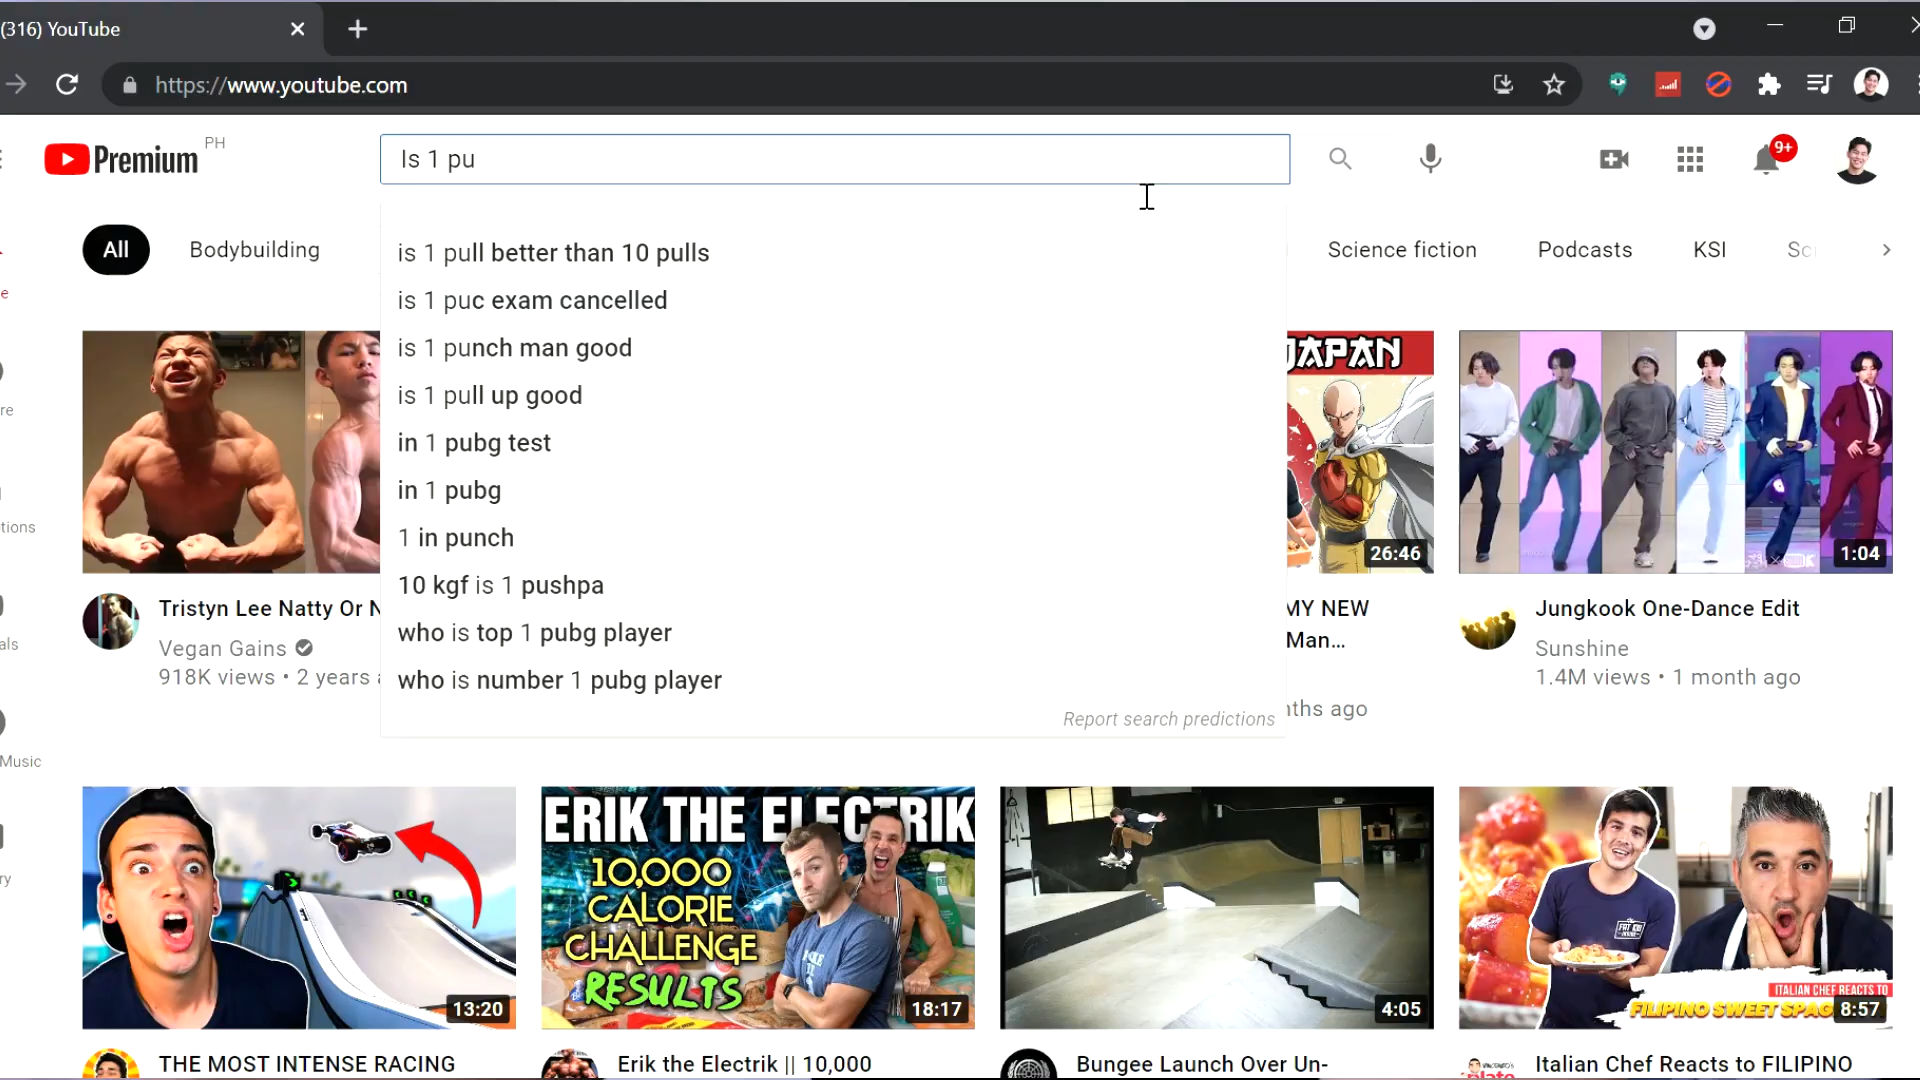 (316) YouTube
https://www.youtube.com
Premium
PH
Is 1 pu
9+
All
Bodybuilding
Science fiction
Podcasts
KSI
is 1 pull better than 10 pulls
is 1 puc exam cancelled
is 1 punch man good
is 1 pull up good
in 1 pubg test
in 1 pubg
1 in punch
10 kgf is 1 pushpa
who is top 1 pubg player
who is number 1 pubg player
Report search predictions
Tristyn Lee Natty Or N
Vegan Gains
918K views • 2 years
JAPAN
26:46
MY NEW
Man...
ths ago
1:04
Jungkook One-Dance Edit
Sunshine
1.4M views • 1 month ago
e
re
tions
als
Music
ry
13:20
THE MOST INTENSE RACING
ERIK THE ELECTRIK
10,000
CALORIE
CHALLENGE
RESULTS
18:17
Erik the Electrik || 10,000
4:05
Bungee Launch Over Un-
ITALIAN CHEF REACTS TO
FILIPINO SWEET SPAG
8:57
Italian Chef Reacts to FILIPINO